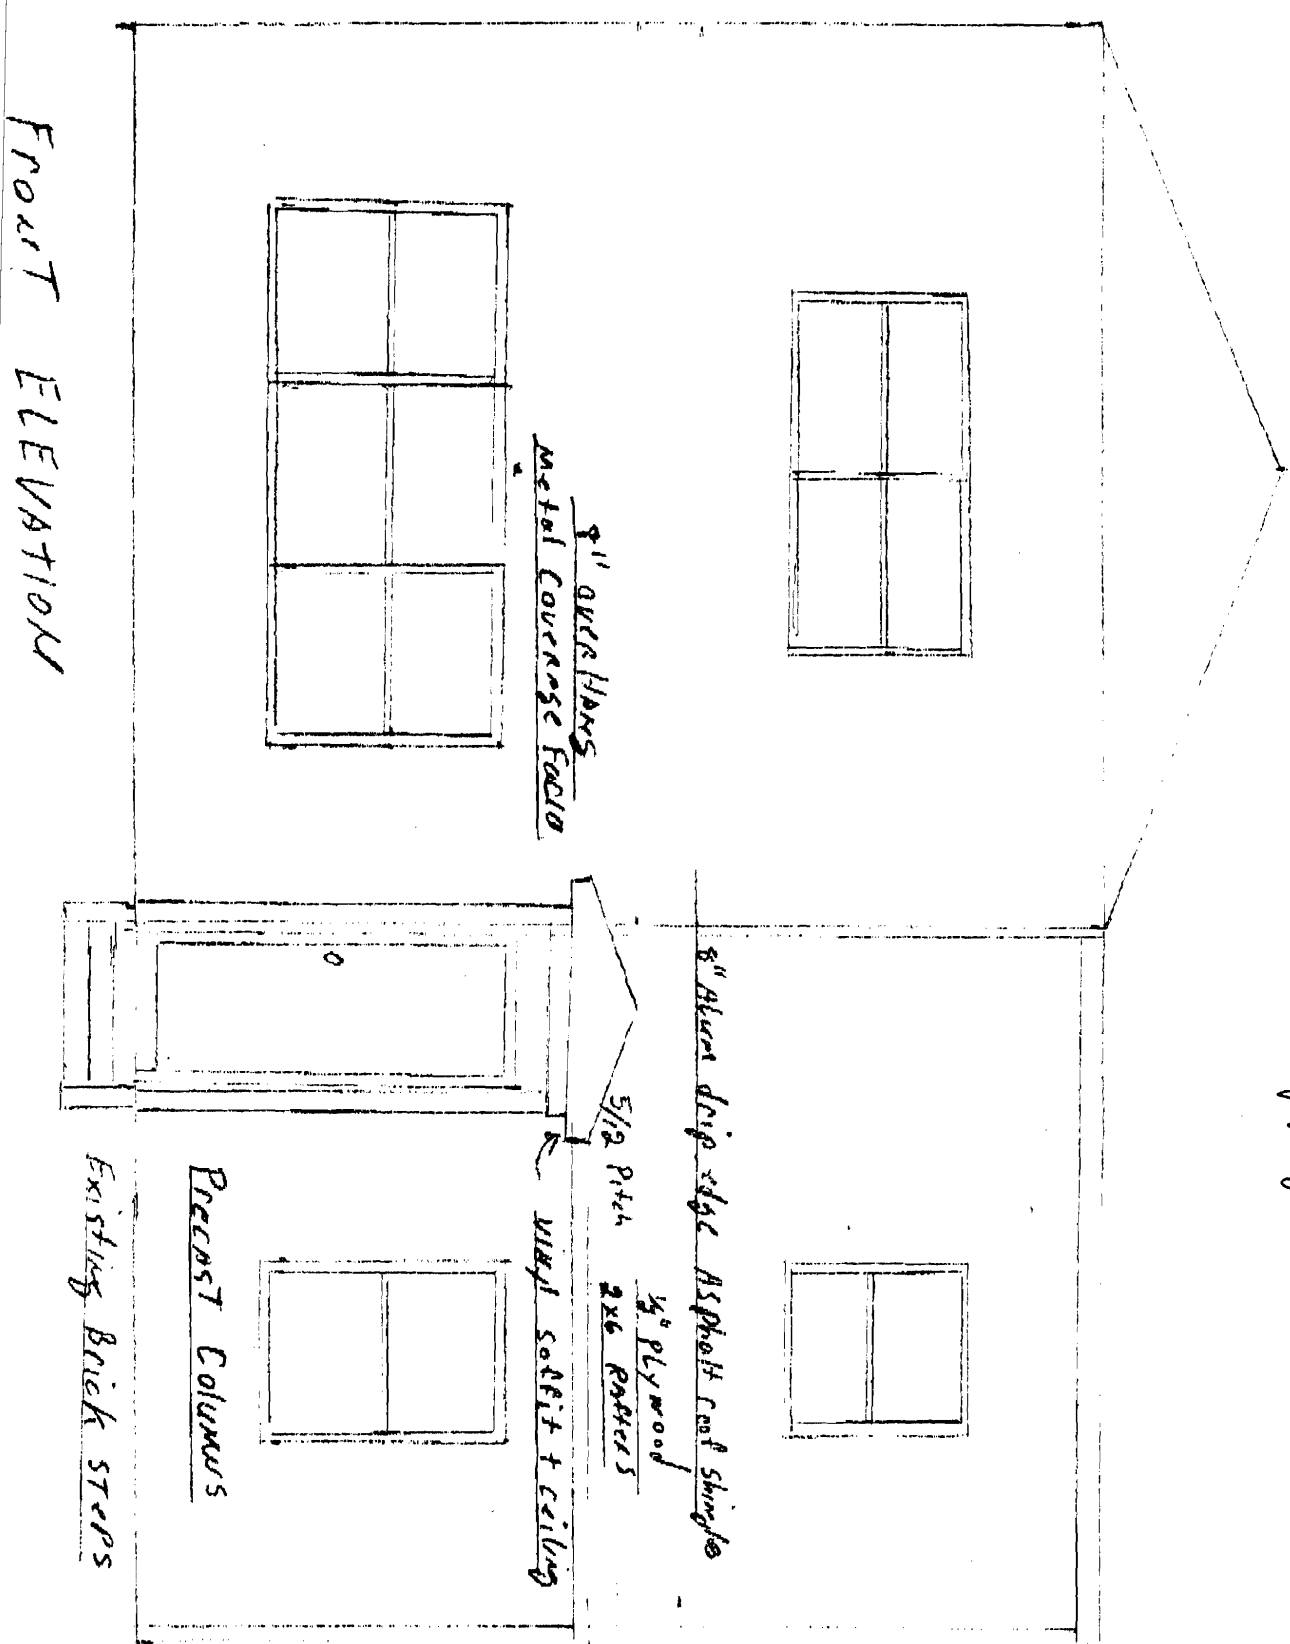 8" OVERHANG
Metal Coverage Facia
8" Alum drip edge Asphalt roof shingles
1/2" Plywood
2x6 Rafters
5/12 Pitch
Vinyl Soffit + Ceiling
Precast Columns
Existing Brick Steps
Front ELEVATION